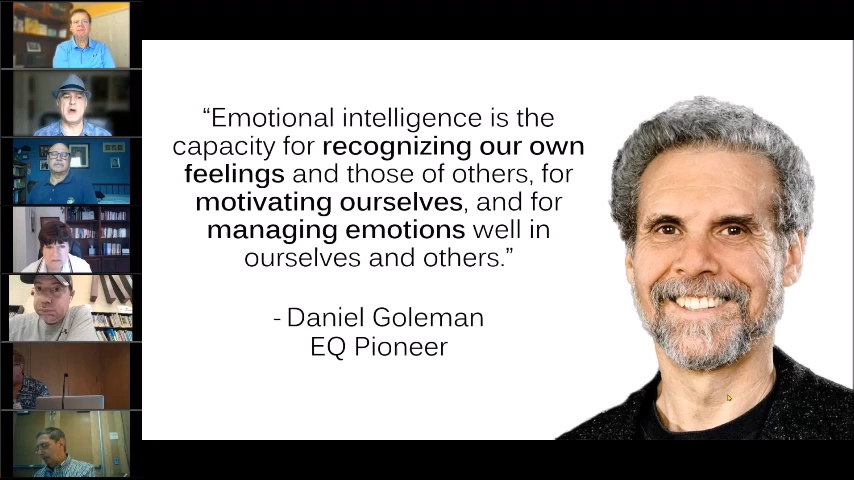 “Emotional intelligence is the
capacity for recognizing our own
feelings and those of others, for
motivating ourselves, and for
managing emotions well in
ourselves and others.”
- Daniel Goleman
EQ Pioneer